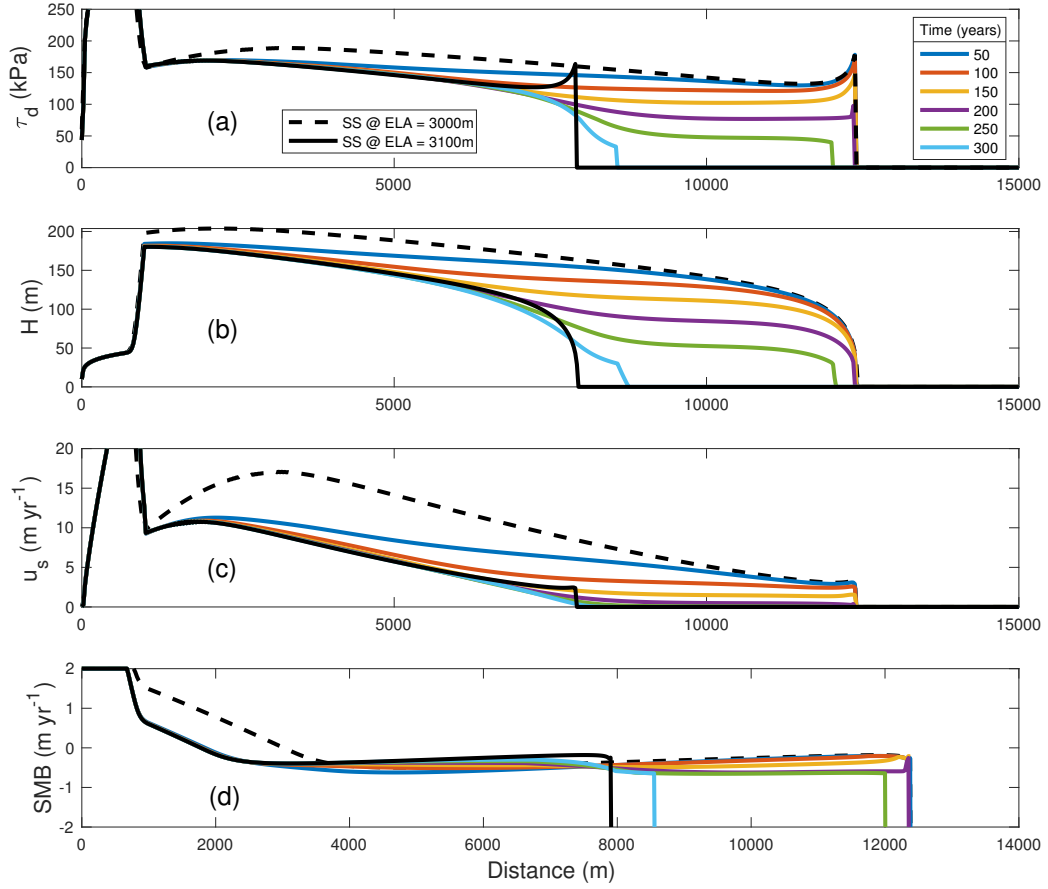 τd (kPa)
250
200
150
100
50
0
(a)
SS @ ELA = 3000m
SS @ ELA = 3100m
Time (years)
50
100
150
200
250
300
0 5000 10000 15000
H (m)
200
150
100
50
0
(b)
0 5000 10000 15000
us (m yr-1)
20
15
10
5
0
(c)
0 5000 10000 15000
SMB (m yr-1)
2
1
0
-1
-2
(d)
0 2000 4000 6000 8000 10000 12000 14000
Distance (m)